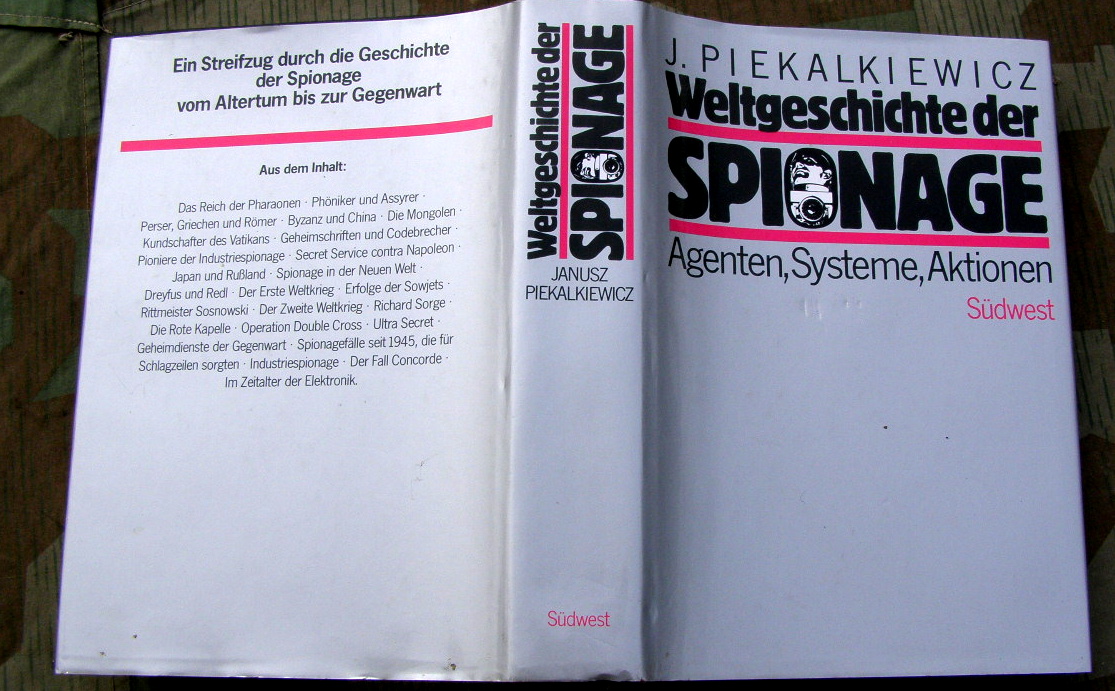 Ein Streifzug durch die Geschichte
der Spionage
vom Altertum bis zur Gegenwart
Aus dem Inhalt:
Das Reich der Pharaonen · Phöniker und Assyrer ·
Perser, Griechen und Römer · Byzanz und China · Die Mongolen ·
Kundschafter des Vatikans · Geheimschriften und Codebrecher ·
Pioniere der Industriespionage · Secret Service contra Napoleon ·
Japan und Rußland · Spionage in der Neuen Welt ·
Dreyfus und Redl · Der Erste Weltkrieg · Erfolge der Sowjets ·
Rittmeister Sosnowski · Der Zweite Weltkrieg · Richard Sorge ·
Die Rote Kapelle · Operation Double Cross · Ultra Secret ·
Geheimdienste der Gegenwart · Spionagefälle seit 1945, die für
Schlagzeilen sorgten · Industriespionage · Der Fall Concorde ·
Im Zeitalter der Elektronik.
Weltgeschichte der
SPIONAGE
JANUSZ
PIEKALKIEWICZ
Südwest
J. PIEKALKIEWICZ
Weltgeschichte der
SPIONAGE
Agenten, Systeme, Aktionen
Südwest